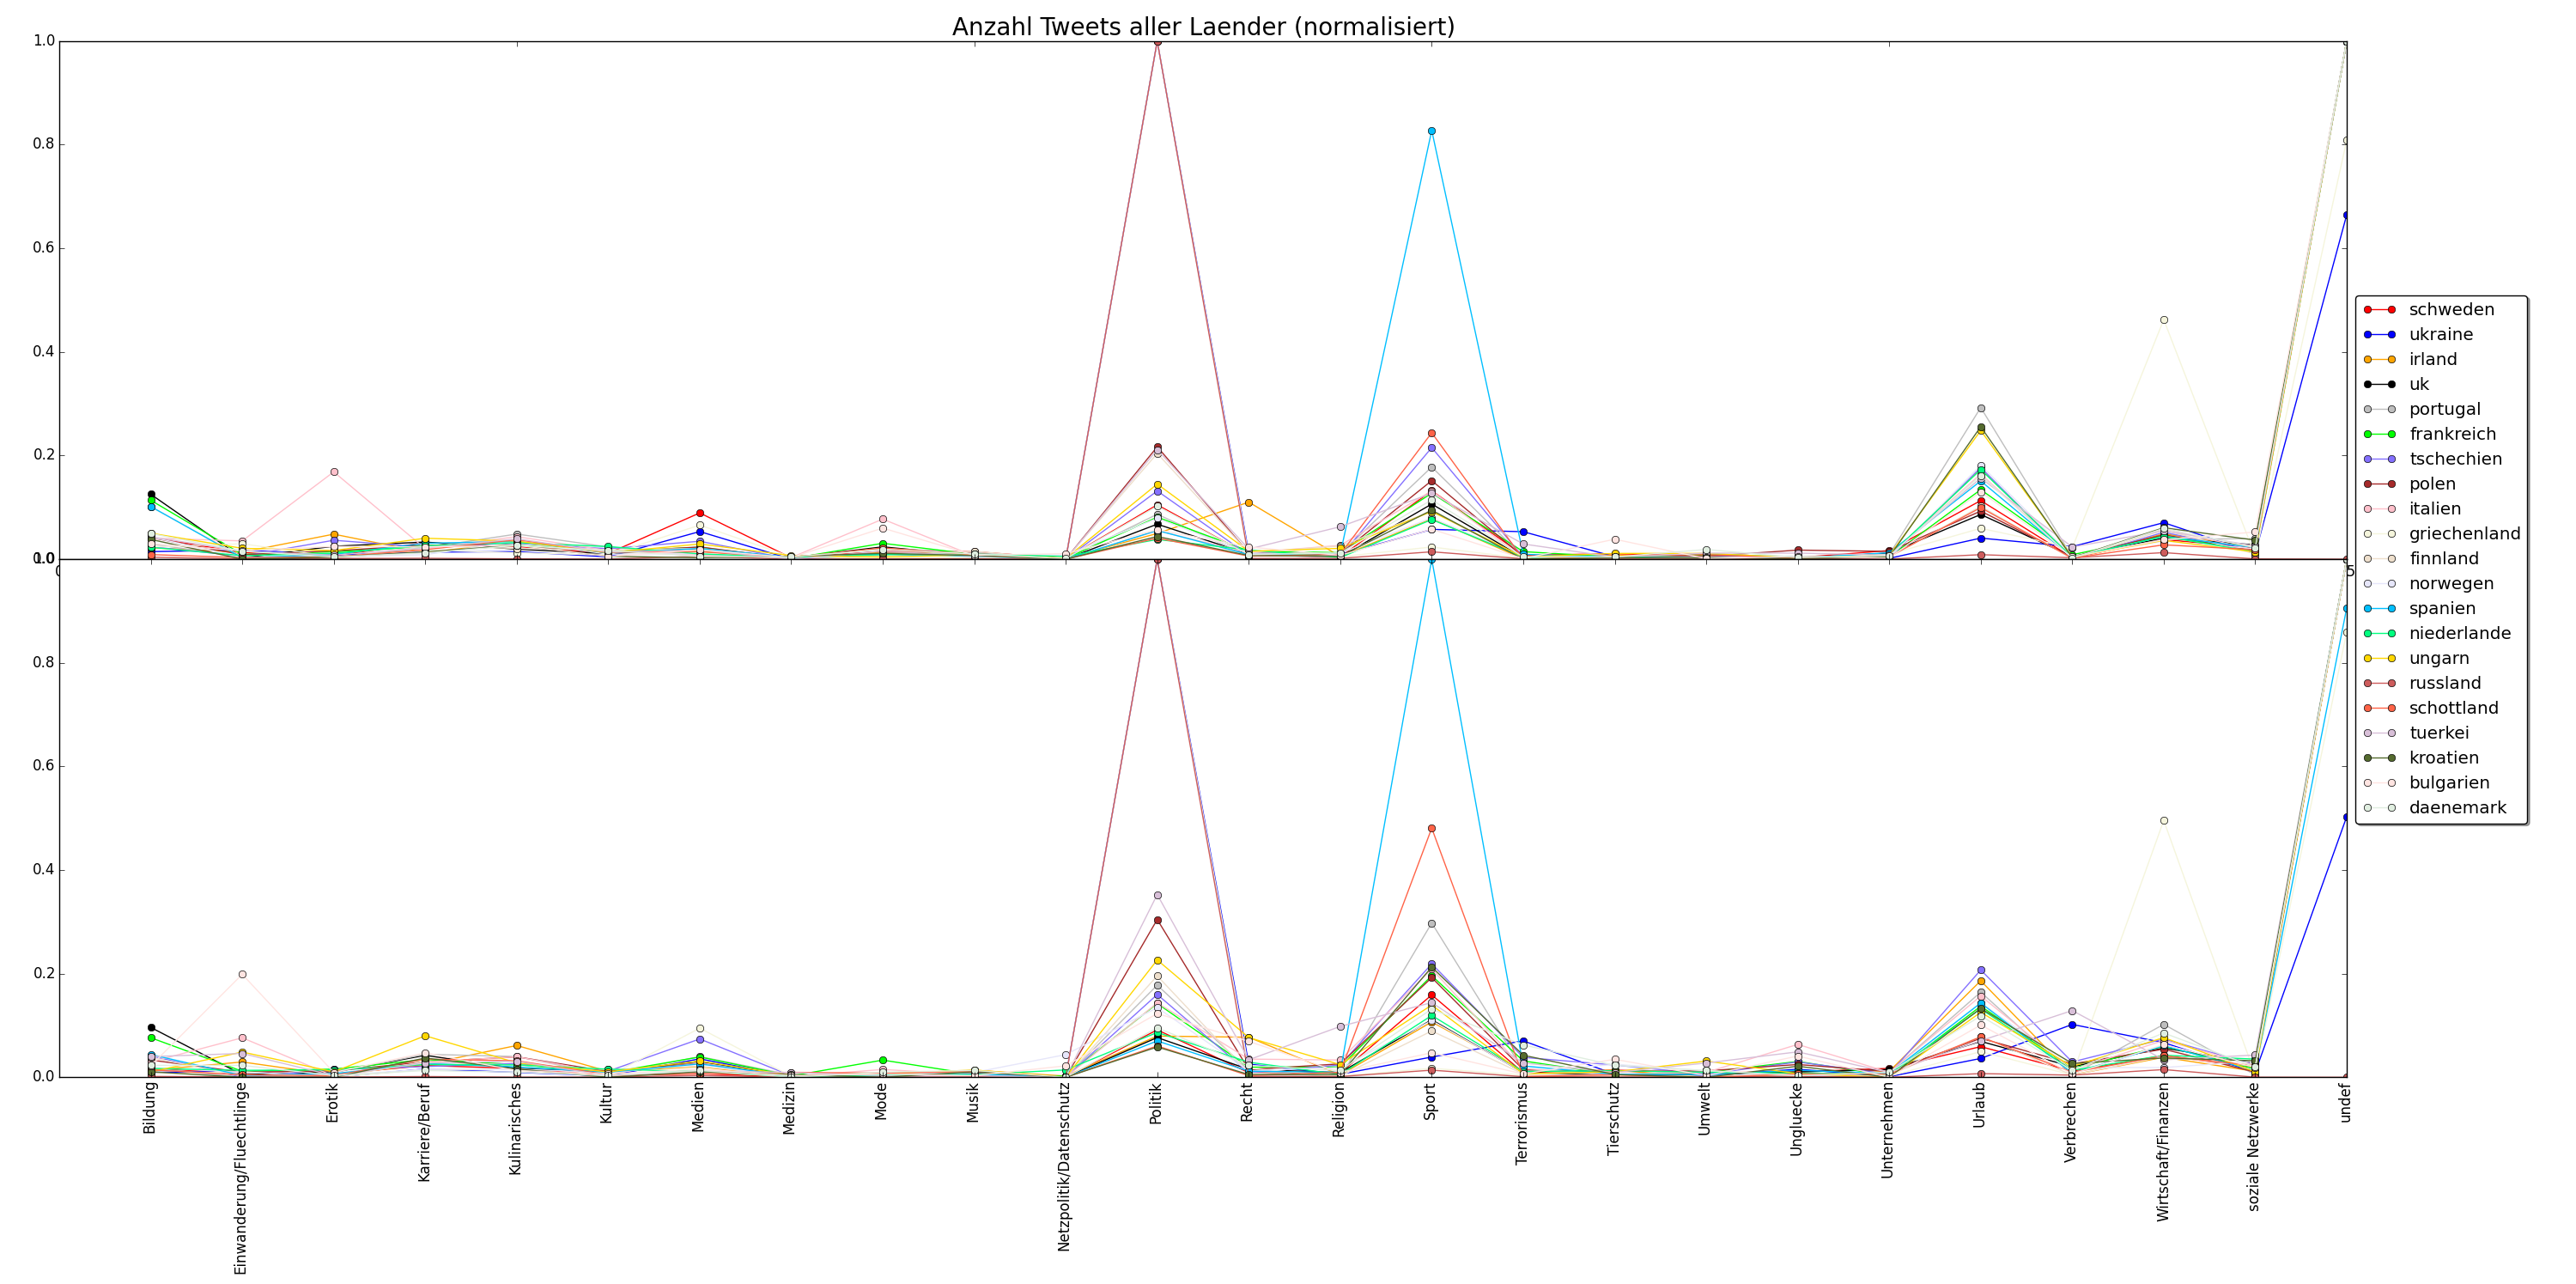 Anzahl Tweets aller Laender (normalisiert)
1.0
0.8
0.6
0.4
0.2
0.0
0.8
0.6
0.4
0.2
0.0
5
schweden
ukraine
irland
uk
portugal
frankreich
tschechien
polen
italien
griechenland
finnland
norwegen
spanien
niederlande
ungarn
russland
schottland
tuerkei
kroatien
bulgarien
daenemark
Bildung
Einwanderung/Fluechtlinge
Erotik
Karriere/Beruf
Kulinarisches
Kultur
Medien
Medizin
Mode
Musik
Netzpolitik/Datenschutz
Politik
Recht
Religion
Sport
Terrorismus
Tierschutz
Umwelt
Ungluecke
Unternehmen
Urlaub
Verbrechen
Wirtschaft/Finanzen
soziale Netzwerke
undef